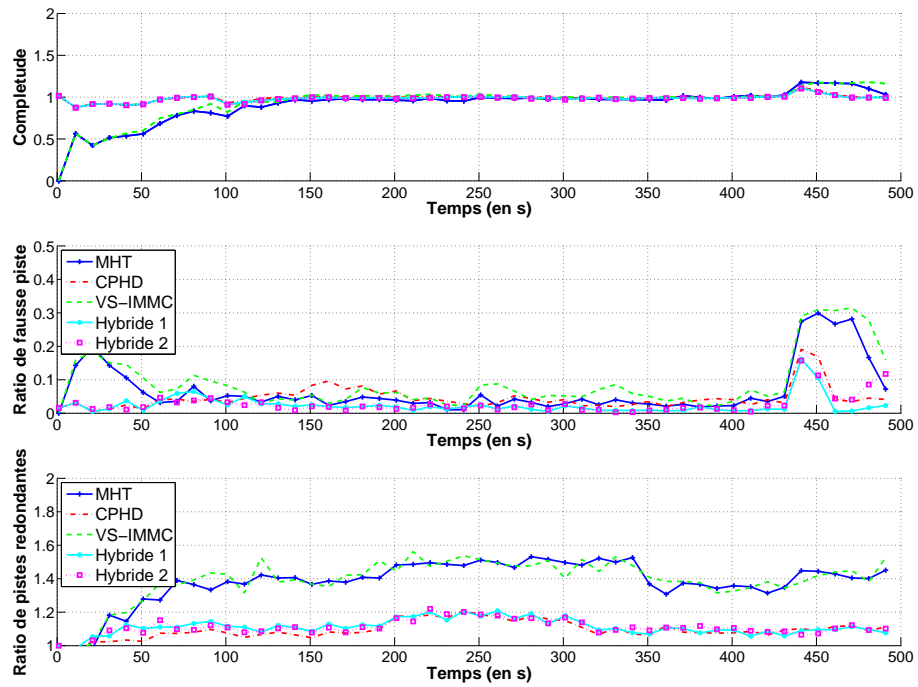 2
1.5
1
0.5
0
0 50 100 150 200 250 300 350 400 450 500
Completude
Temps (en s)
0.5
0.4
0.3
0.2
0.1
0
0 50 100 150 200 250 300 350 400 450 500
Ratio de fausse piste
Temps (en s)
MHT
CPHD
VS−IMMC
Hybride 1
Hybride 2
2
1.8
1.6
1.4
1.2
1
0 50 100 150 200 250 300 350 400 450 500
Ratio de pistes redondantes
Temps (en s)
MHT
CPHD
VS−IMMC
Hybride 1
Hybride 2